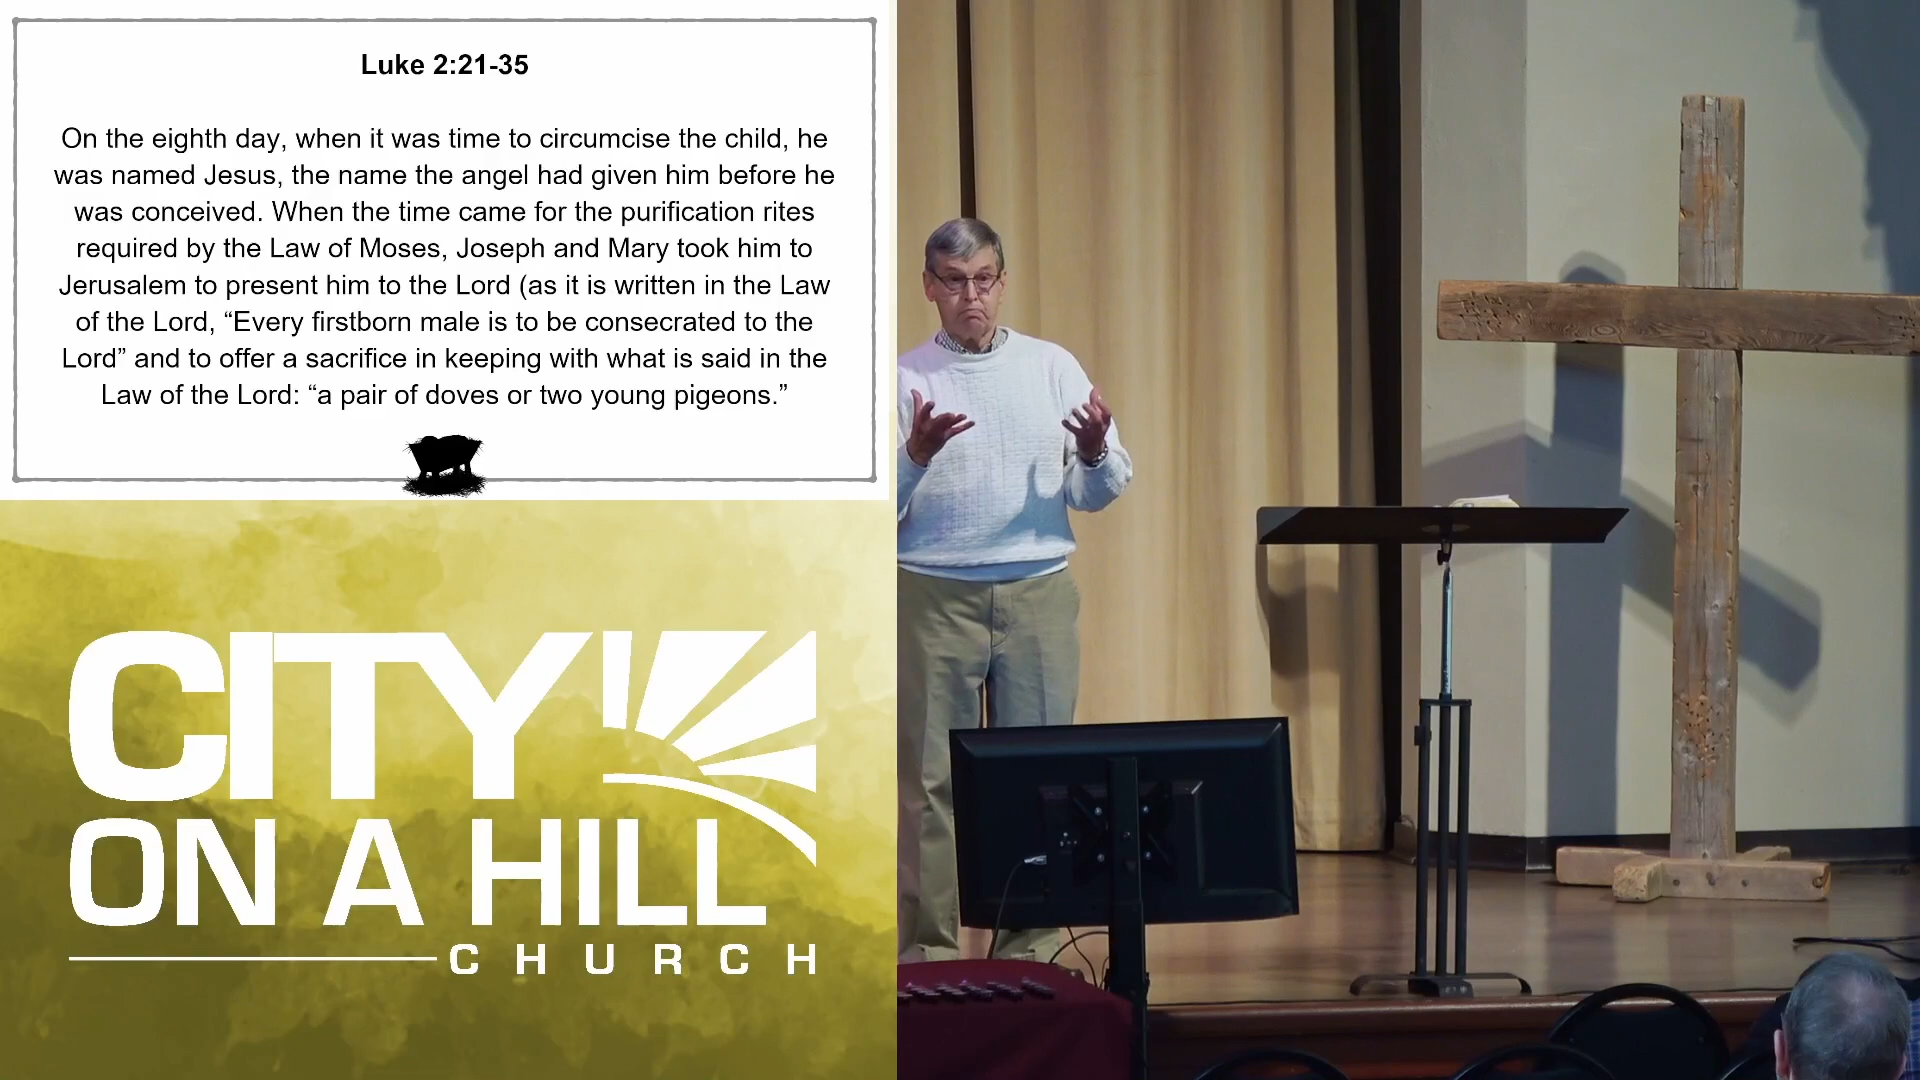 Luke 2:21-35
On the eighth day, when it was time to circumcise the child, he
was named Jesus, the name the angel had given him before he
was conceived. When the time came for the purification rites
required by the Law of Moses, Joseph and Mary took him to
Jerusalem to present him to the Lord (as it is written in the Law
of the Lord, “Every firstborn male is to be consecrated to the
Lord” and to offer a sacrifice in keeping with what is said in the
Law of the Lord: “a pair of doves or two young pigeons.”
CITY
ON A HILL
CHURCH